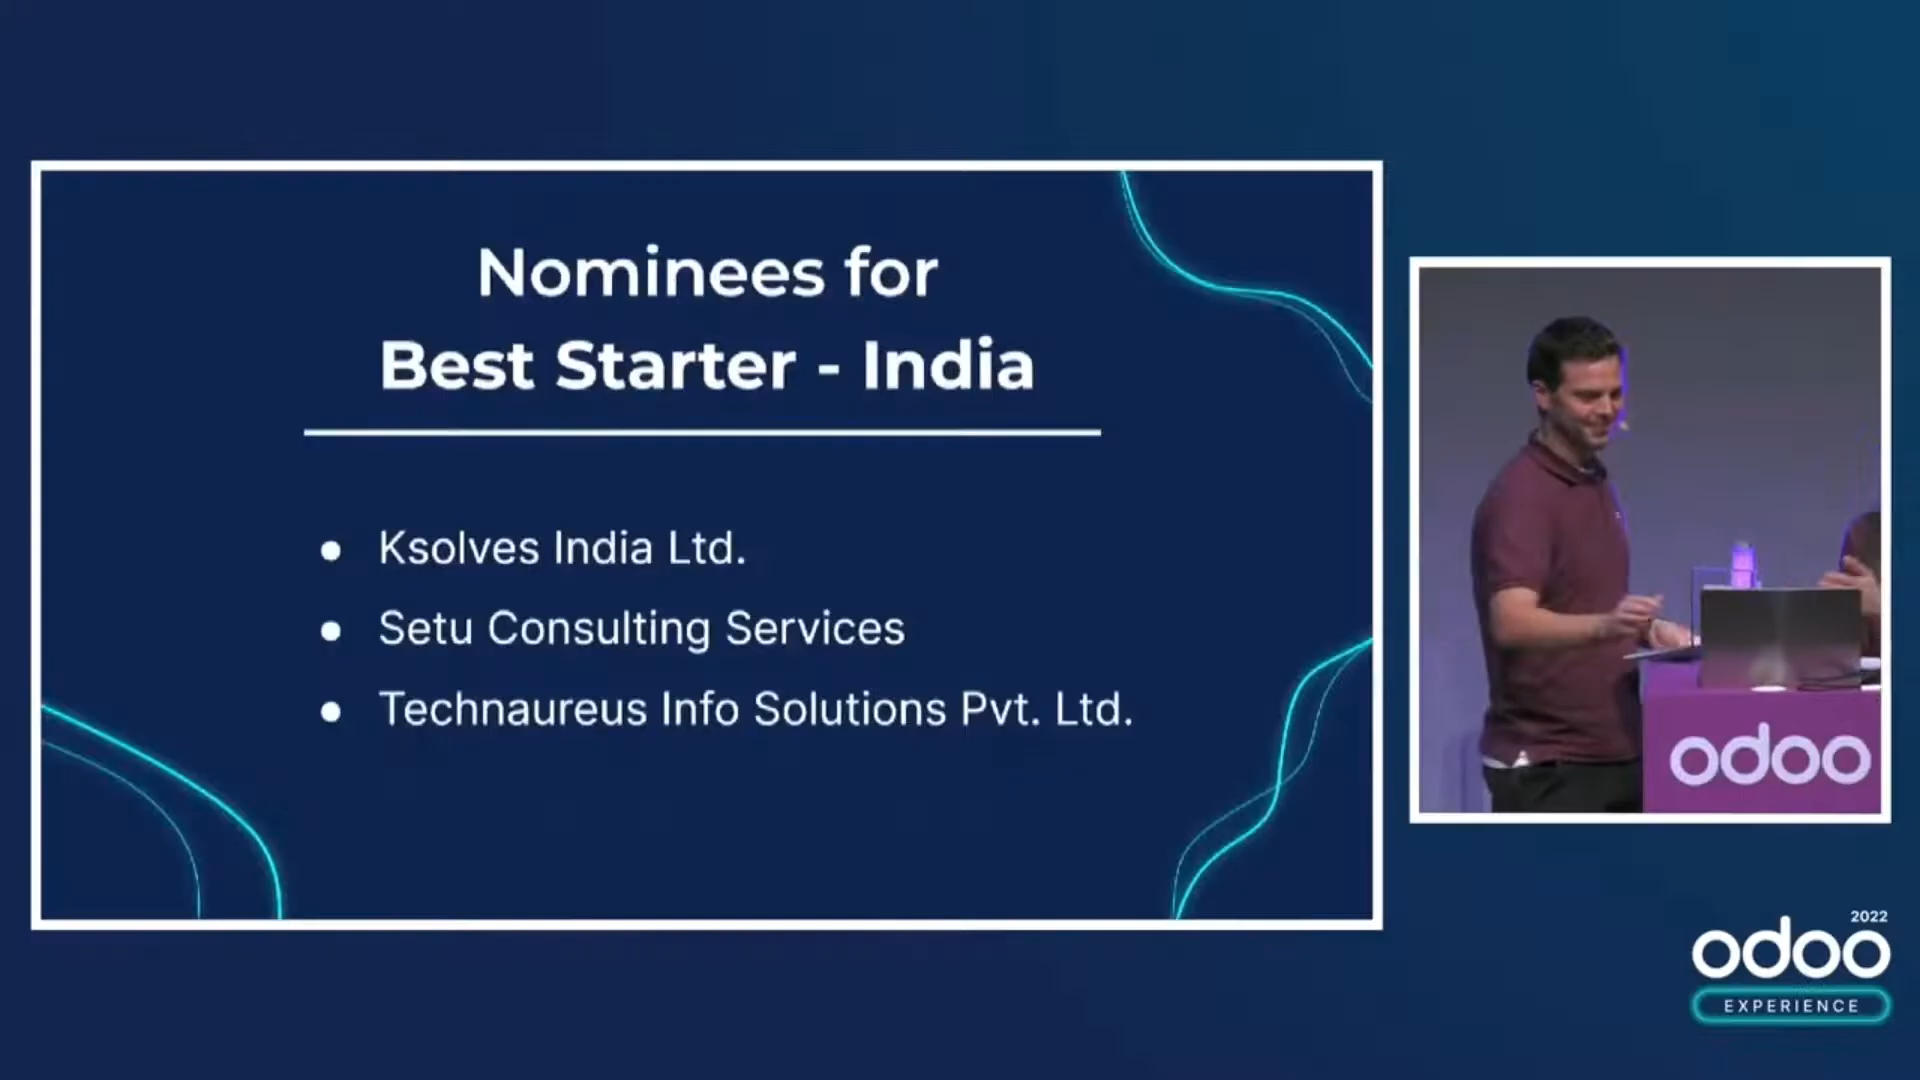 Nominees for
Best Starter - India
• Ksolves India Ltd.
• Setu Consulting Services
• Technaureus Info Solutions Pvt. Ltd.
odoo
2022
odoo
EXPERIENCE